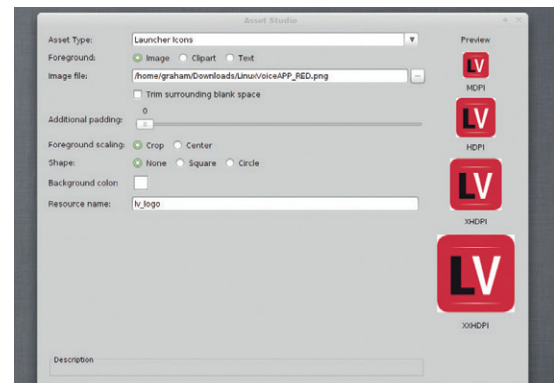 Asset Studio
Asset Type: Launcher Icons
Foreground: Image Clipart Text
Image file: /home/graham/Downloads/LinuxVoiceAPP_RED.png ...
Trim surrounding blank space
Additional padding: 0
Foreground scaling: Crop Center
Shape: None Square Circle
Background color:
Resource name: lv_logo
Description
Preview
LV
MDPI
LV
HDPI
LV
XHDPI
LV
XXHDPI